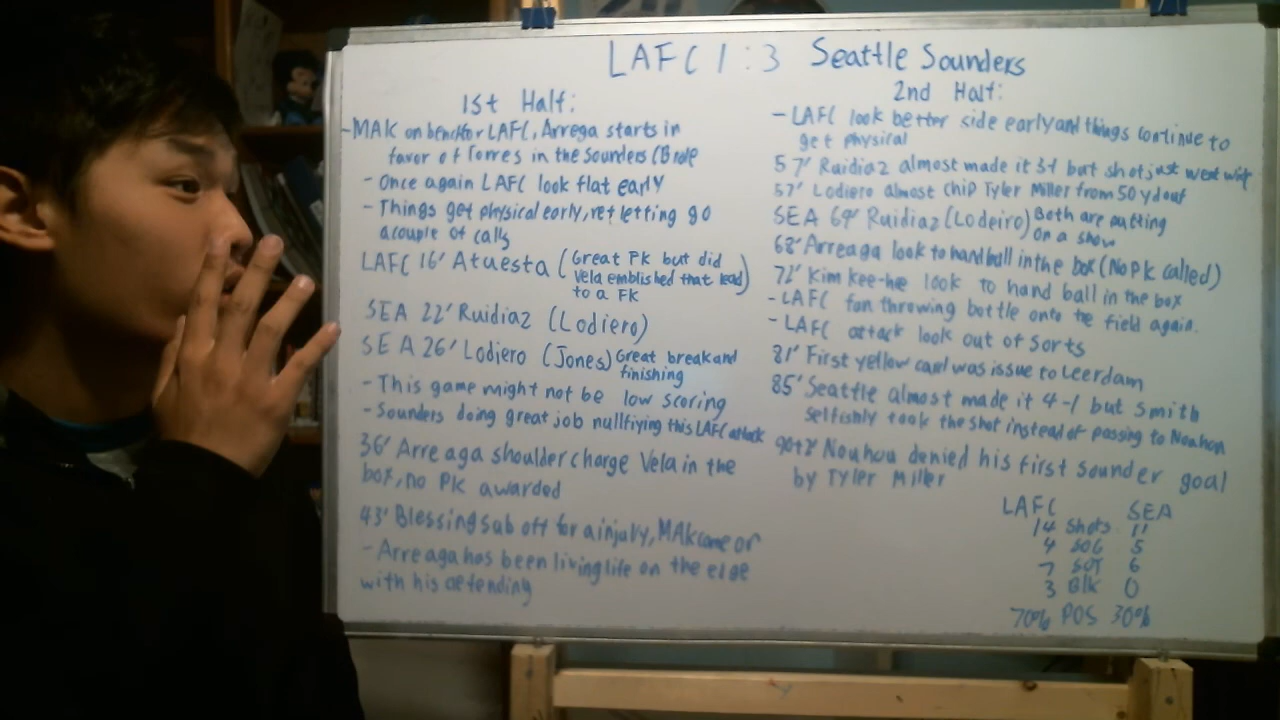 LAFC 1 : 3 Seattle Sounders
1st Half:
-MAK on bench for LAFC, Arrega starts in
favor of Torres in the Sounders CB role
- Once again LAFC look flat early
- Things get physical early, ref letting go
a couple of calls
LAFC 16' Atuesta (Great FK but did
Vela emblished that lead)
to a FK
SEA 22' Ruidiaz (Lodiero)
SEA 26' Lodiero (Jones) Great break and
finishing
- This game might not be low scoring
- Sounders doing great job nullfiying this LAFC attack
36' Arreaga shoulder charge Vela in the
box, no PK awarded
43' Blessing sub off for a injury, MAK come on
- Arreaga has been living life on the edge
with his defending
2nd Half:
- LAFC look better side early and things continue to
get physical
57' Ruidiaz almost made it 3-1 but shot just went wide
57' Lodiero almost chip Tyler Miller from 50 yd out
SEA 64' Ruidiaz (Lodeiro) Both are putting
on a show
68' Arreaga look to handball in the box (No PK called)
72' Kim Kee-hee look to hand ball in the box
- LAFC fan throwing bottle onto the field again.
- LAFC attack look out of sorts
81' First yellow card was issue to Leerdam
85' Seattle almost made it 4-1 but Smith
selfishly took the shot instead of passing to Nouhou
90+2' Nouhou denied his first sounder goal
by Tyler Miller
LAFC SEA
14 Shots 11
4 SOG 5
7 SOT 6
3 Blk 0
70% POS 30%